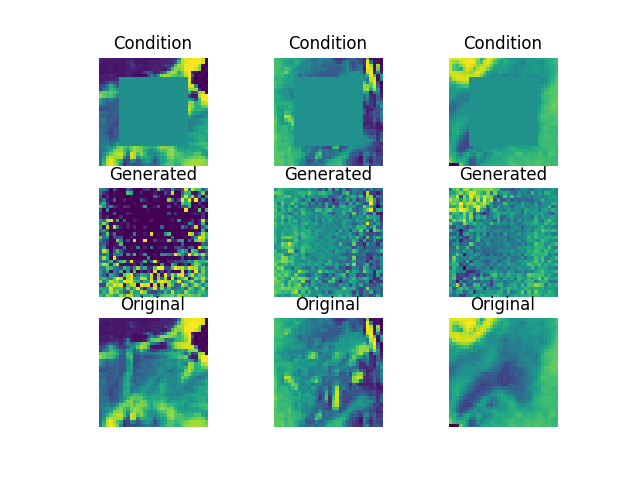 Condition Condition Condition
Generated Generated Generated
Original Original Original